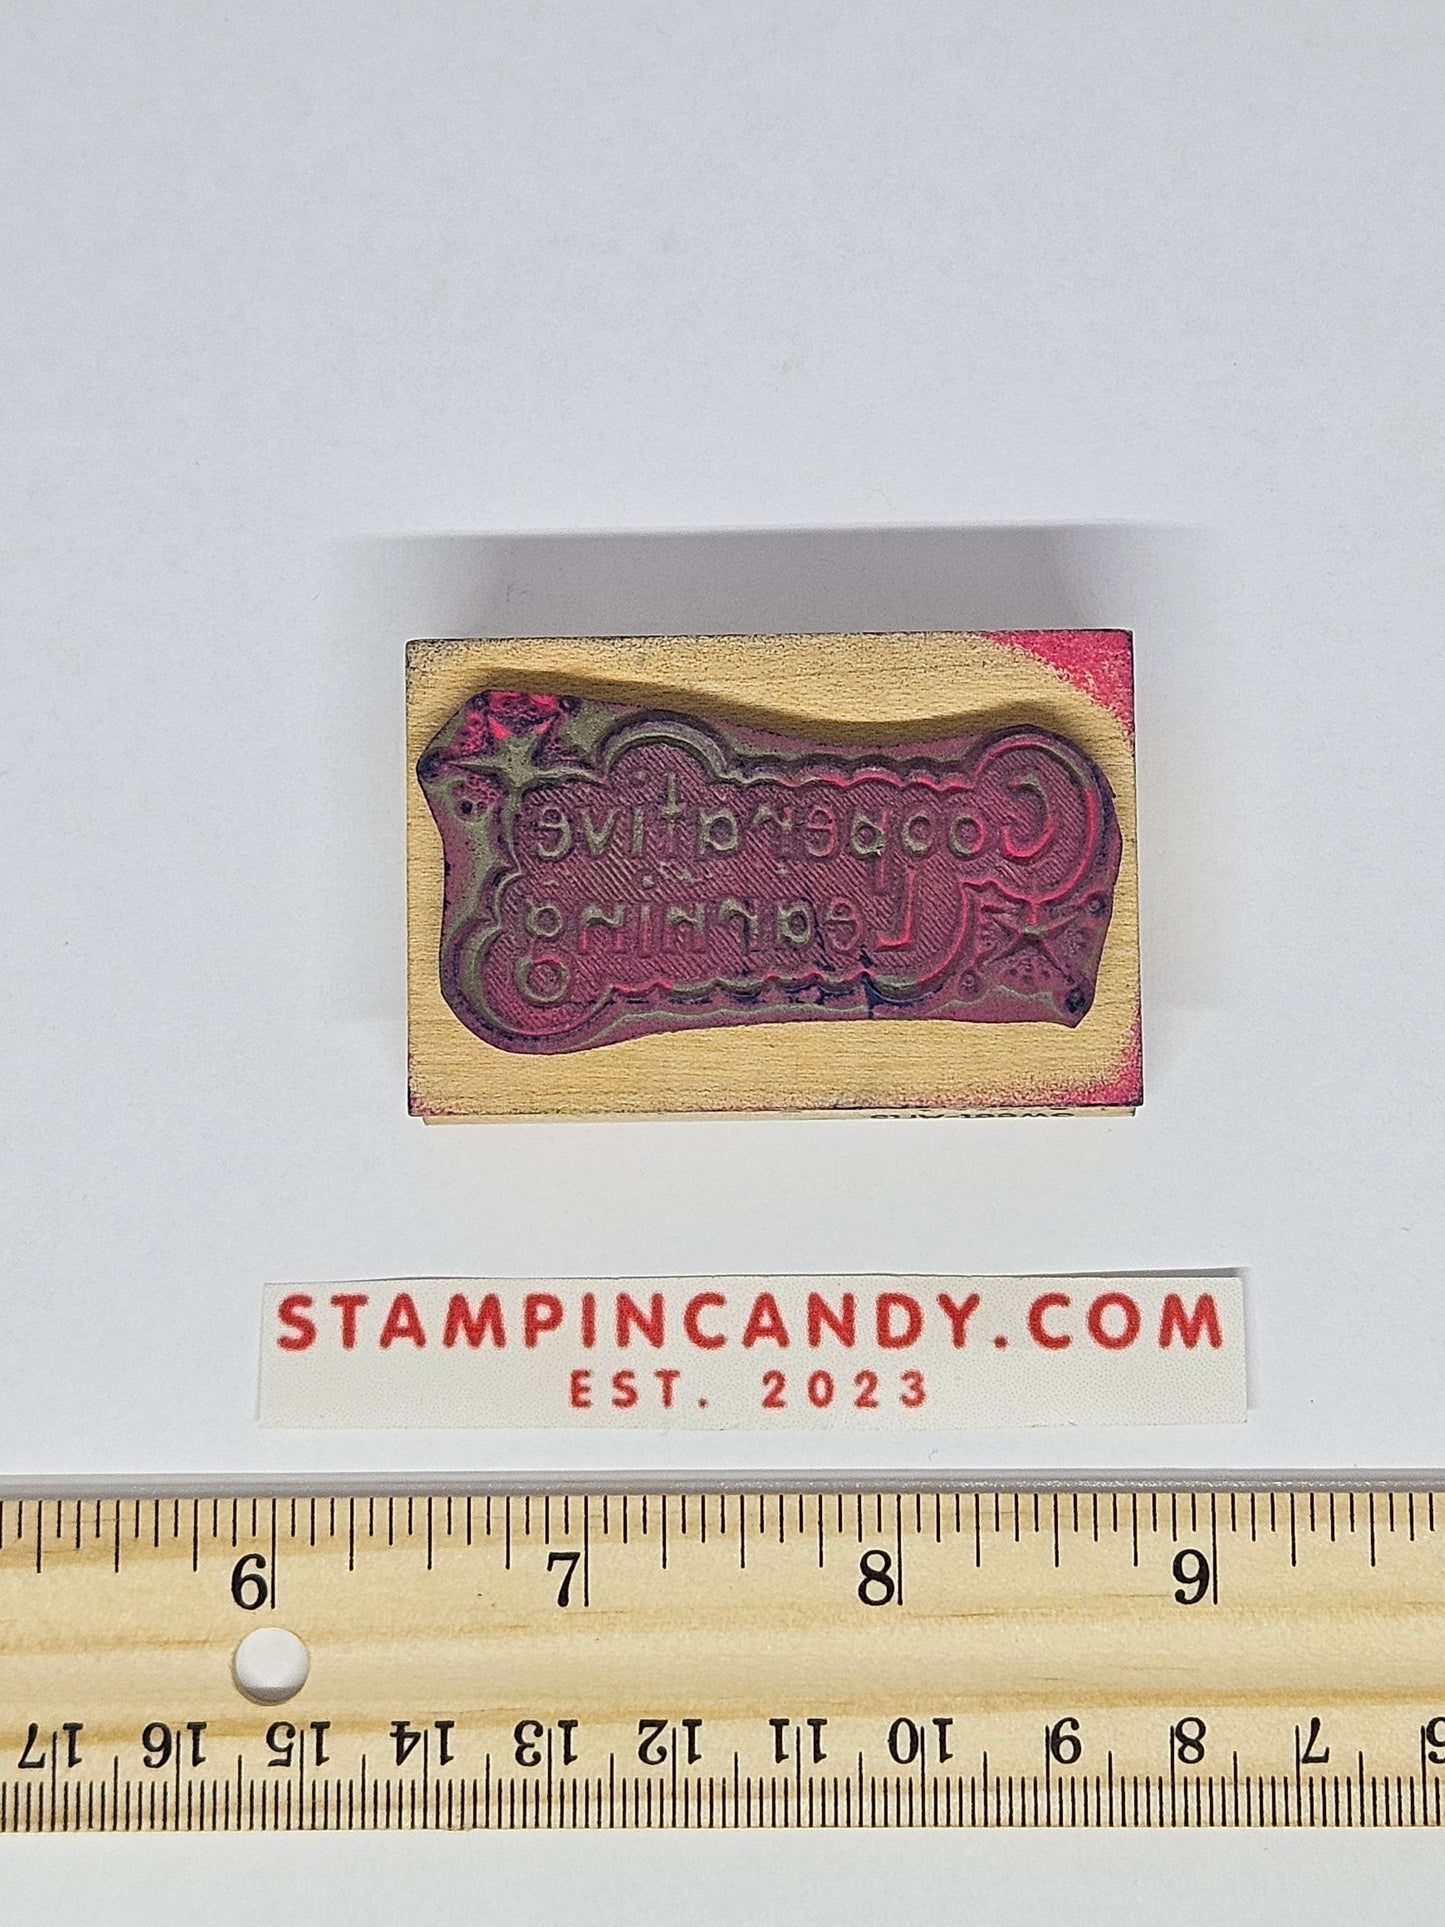 Cooperative
Learning
STAMPINCANDY.COM
EST. 2023
6 7 8 9
17 16 15 14 13 12 11 10 9 8 7 6